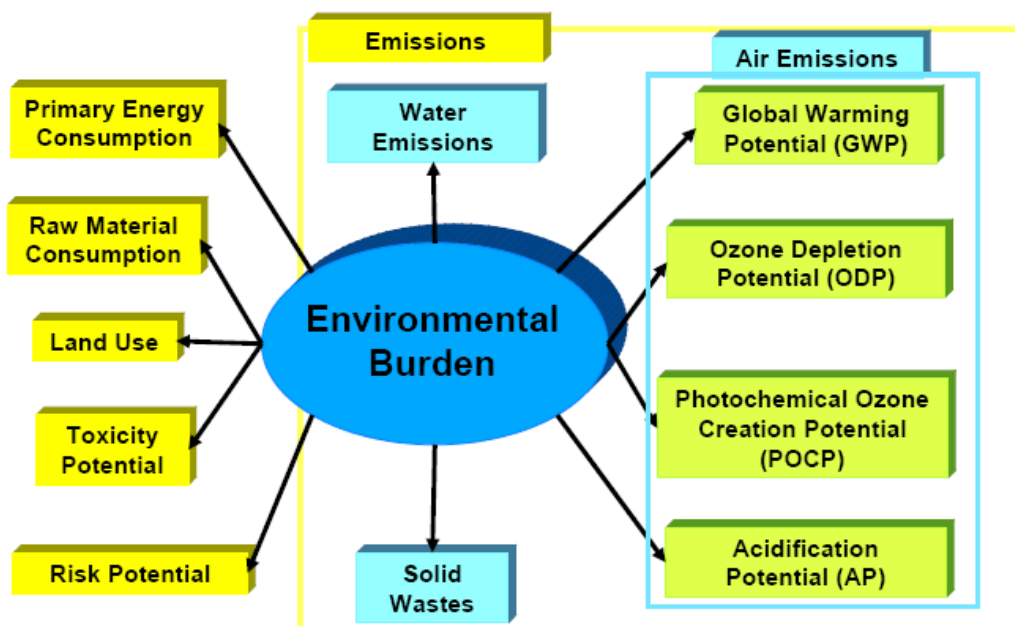 Emissions
Air Emissions
Primary Energy
Consumption
Water
Emissions
Global Warming
Potential (GWP)
Raw Material
Consumption
Ozone Depletion
Potential (ODP)
Environmental
Burden
Land Use
Toxicity
Potential
Photochemical Ozone
Creation Potential
(POCP)
Risk Potential
Solid
Wastes
Acidification
Potential (AP)